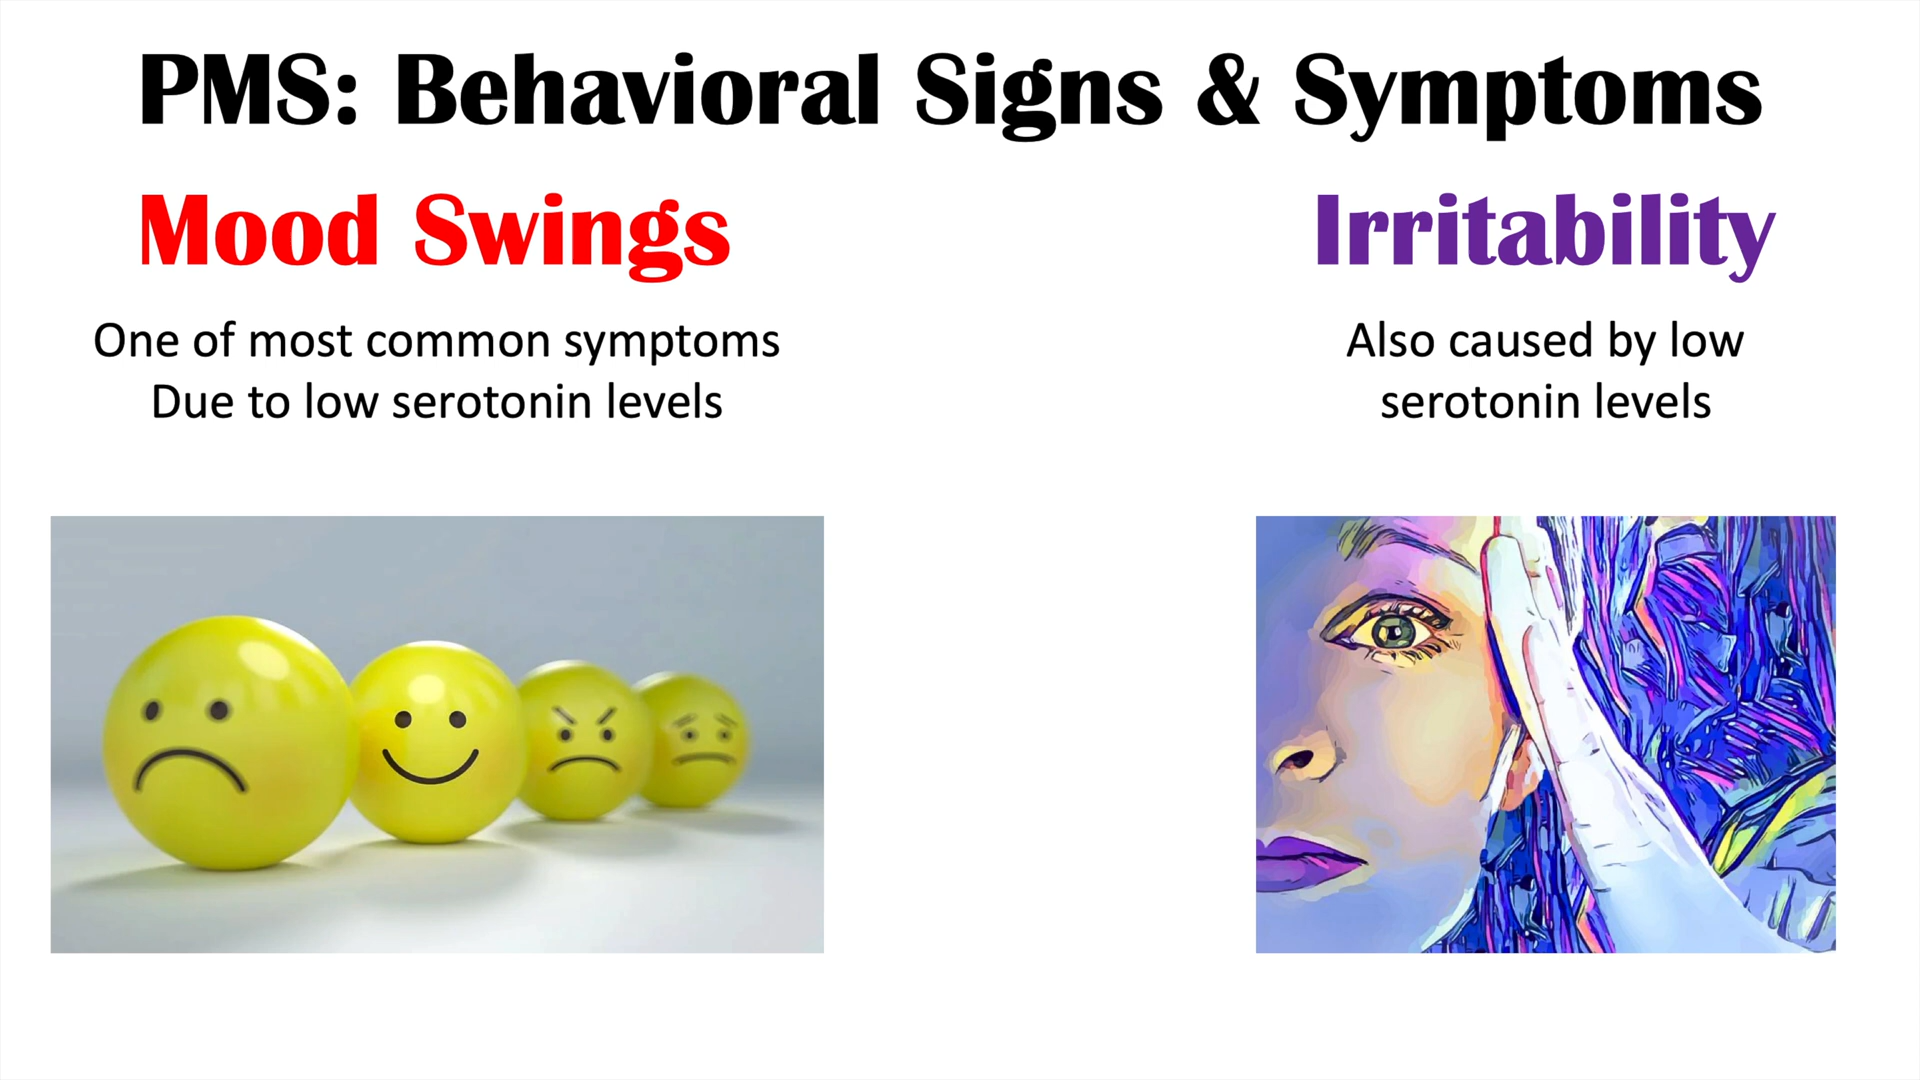 PMS: Behavioral Signs & Symptoms
Mood Swings
One of most common symptoms
Due to low serotonin levels
Irritability
Also caused by low
serotonin levels